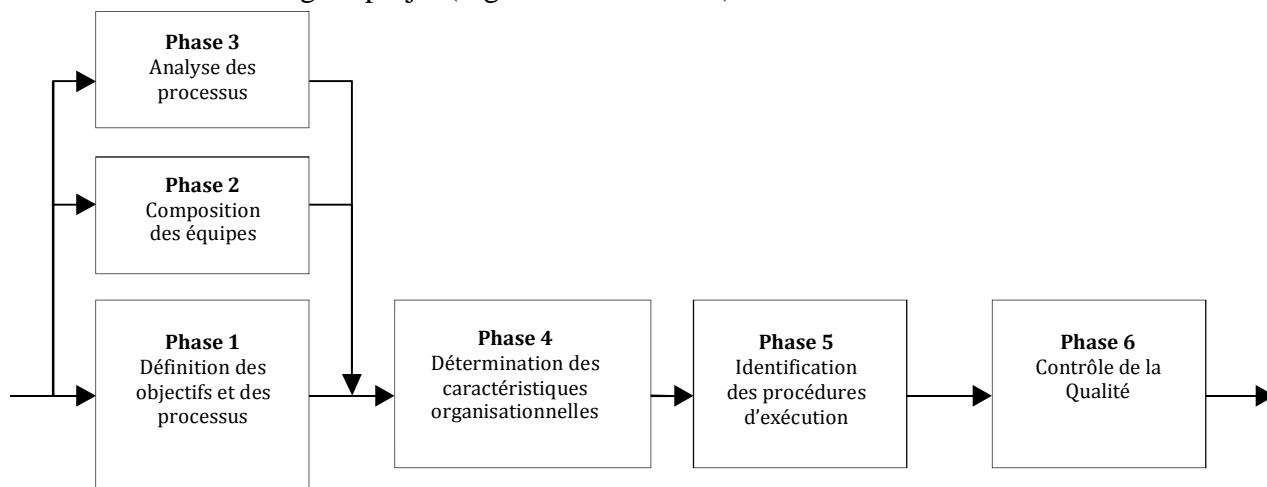 Phase 3
Analyse des
processus
Phase 2
Composition
des équipes
Phase 1
Définition des
objectifs et des
processus
Phase 4
Détermination des
caractéristiques
organisationnelles
Phase 5
Identification
des procédures
d'exécution
Phase 6
Contrôle de la
Qualité